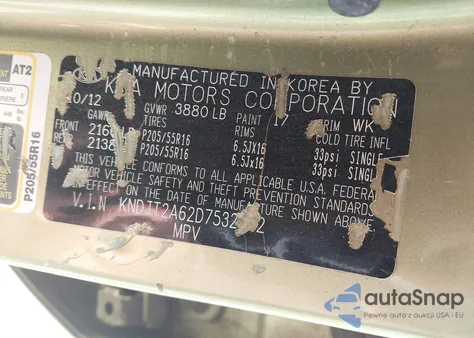 MANUFACTURED IN KOREA BY
KIA MOTORS CORPORATION
10/12 GVWR 3880 LB PAINT TRIM WK
GAWR TIRES RIMS COLD TIRE INFL
FRONT P205/55R16 6.5JX16 33psi SINGL
P205/55R16 6.5JX16 33psi SINGL
THIS VEHICLE CONFORMS TO ALL APPLICABLE U.S.A. FEDERAL
MOTOR VEHICLE SAFETY AND THEFT PREVENTION STANDARDS
IN EFFECT ON THE DATE OF MANUFACTURE SHOWN ABOVE.
V.I.N
MPV
AT2
REAR
P205/55R16
autoSnap
Pewne auta z aukcji USA i EU